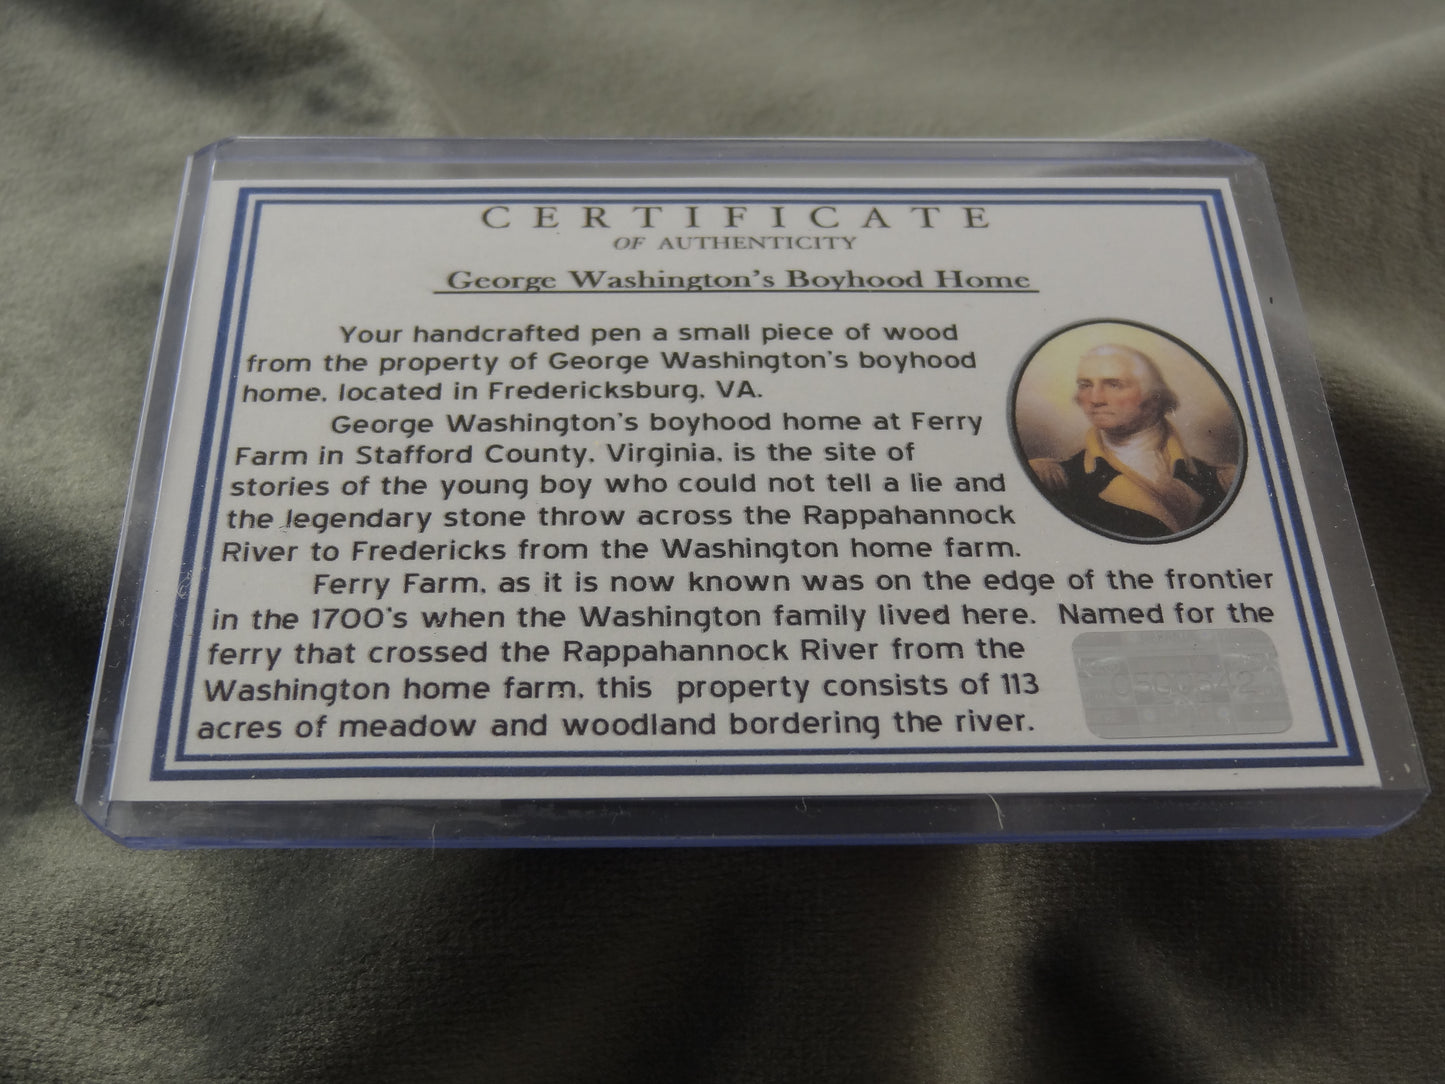 CERTIFICATE
OF AUTHENTICITY
George Washington's Boyhood Home
Your handcrafted pen a small piece of wood
from the property of George Washington's boyhood
home, located in Fredericksburg, VA.
George Washington's boyhood home at Ferry
Farm in Stafford County, Virginia, is the site of
stories of the young boy who could not tell a lie and
the legendary stone throw across the Rappahannock
River to Fredericks from the Washington home farm.
Ferry Farm, as it is now known was on the edge of the frontier
in the 1700's when the Washington family lived here. Named for the
ferry that crossed the Rappahannock River from the
Washington home farm, this property consists of 113
acres of meadow and woodland bordering the river.